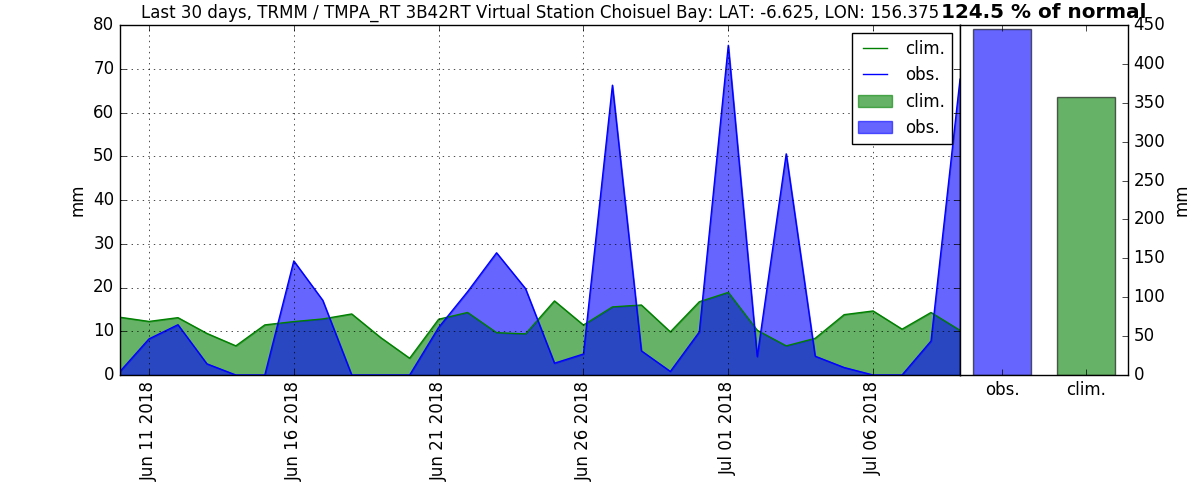 Last 30 days, TRMM / TMPA_RT 3B42RT Virtual Station Choisuel Bay: LAT: -6.625, LON: 156.375
124.5 % of normal
80
70
60
50
40
30
20
10
0
mm
clim.
obs.
clim.
obs.
Jun 11 2018
Jun 16 2018
Jun 21 2018
Jun 26 2018
Jul 01 2018
Jul 06 2018
450
400
350
300
250
200
150
100
50
0
mm
obs.
clim.